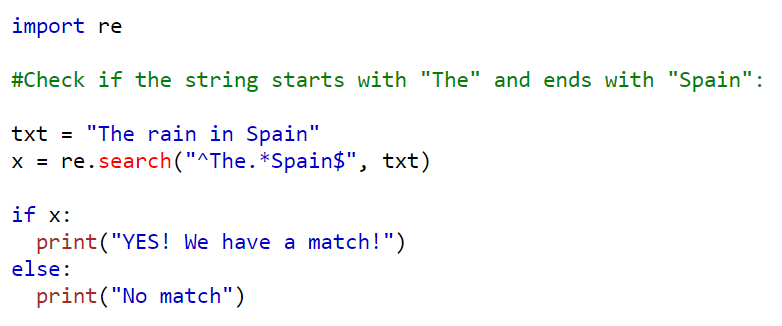 import re
#Check if the string starts with "The" and ends with "Spain":
txt = "The rain in Spain"
x = re.search("^The.*Spain$", txt)
if x:
  print("YES! We have a match!")
else:
  print("No match")